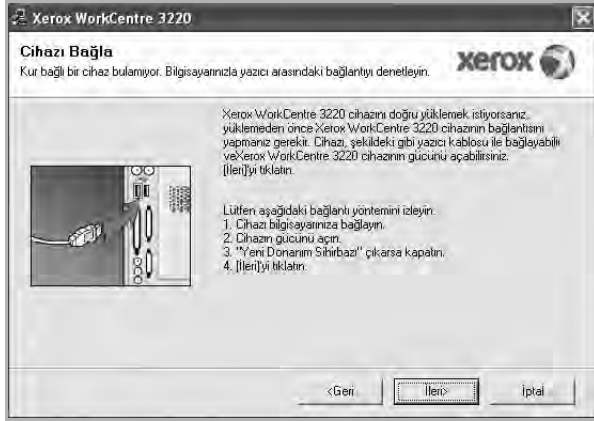 Xerox WorkCentre 3220
Cihazı Bağla
Kur bağlı bir cihaz bulamıyor. Bilgisayarınızla yazıcı arasındaki bağlantıyı denetleyin.
xerox
Xerox WorkCentre 3220 cihazını doğru yüklemek istiyorsanız,
yüklemeden önce Xerox WorkCentre 3220 cihazının bağlantısını
yapmanız gerekir. Cihazı, şekildeki gibi yazıcı kablosu ile bağlayabilir
veXerox WorkCentre 3220 cihazının gücünü açabilirsiniz.
[İleri]'yi tıklatın.
Lütfen aşağıdaki bağlantı yöntemini izleyin.
1. Cihazı bilgisayarınıza bağlayın.
2. Cihazın gücünü açın.
3. "Yeni Donanım Sihirbazı" çıkarsa kapatın.
4. [İleri]'yi tıklatın.
<Geri
İleri>
İptal